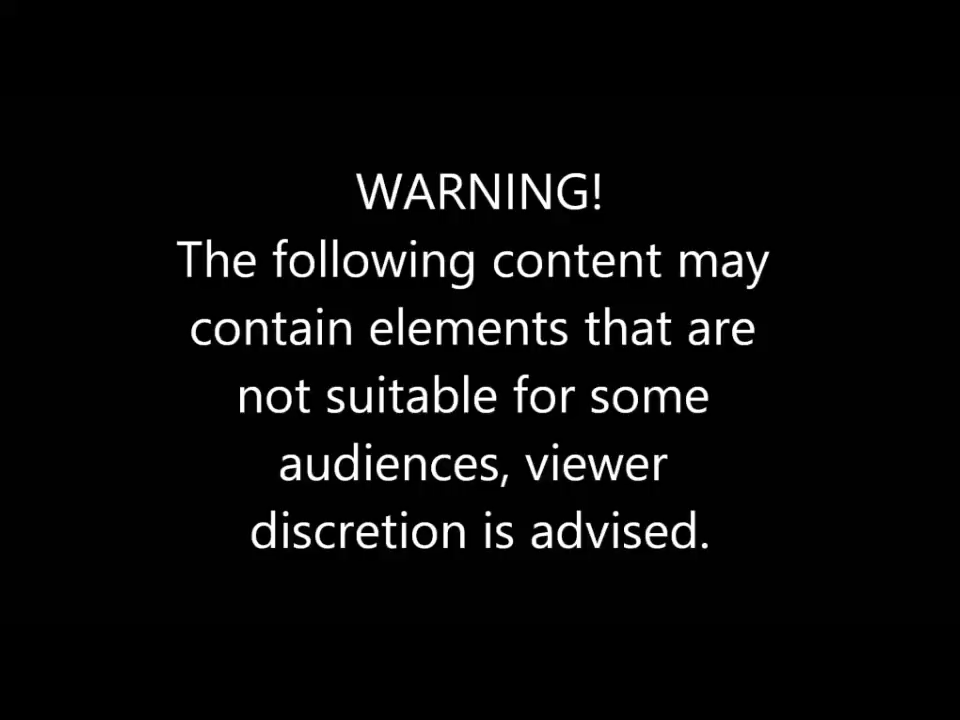 WARNING!
The following content may
contain elements that are
not suitable for some
audiences, viewer
discretion is advised.